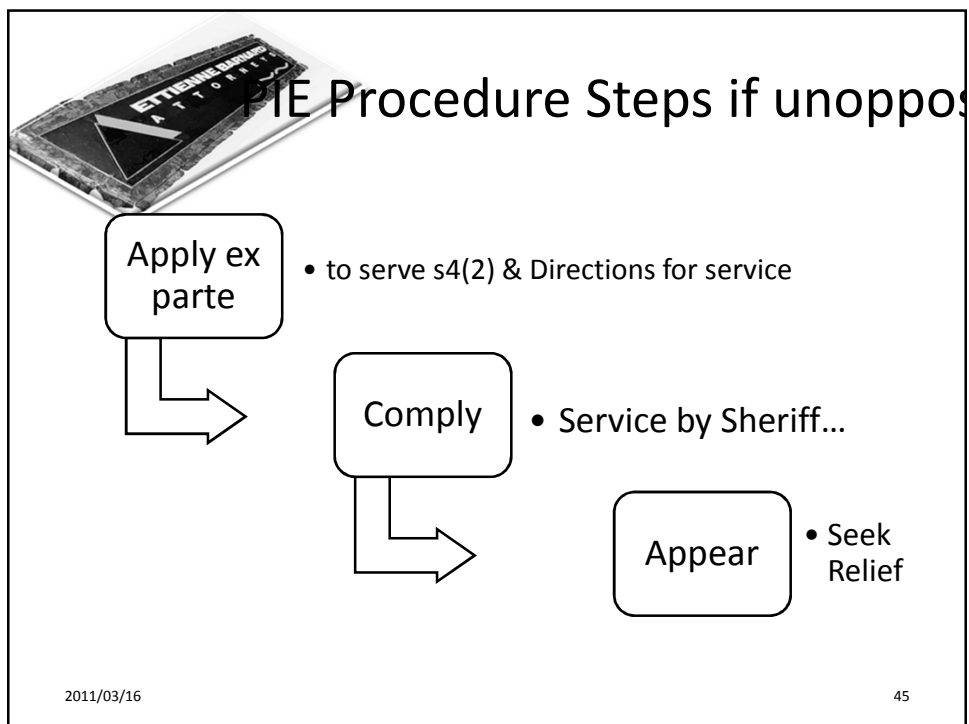 ETTIENNE BARNARD
ATTORNEYS
PIE Procedure Steps if unoppos
Apply ex
parte
• to serve s4(2) & Directions for service
Comply
• Service by Sheriff...
Appear
• Seek
Relief
2011/03/16
45